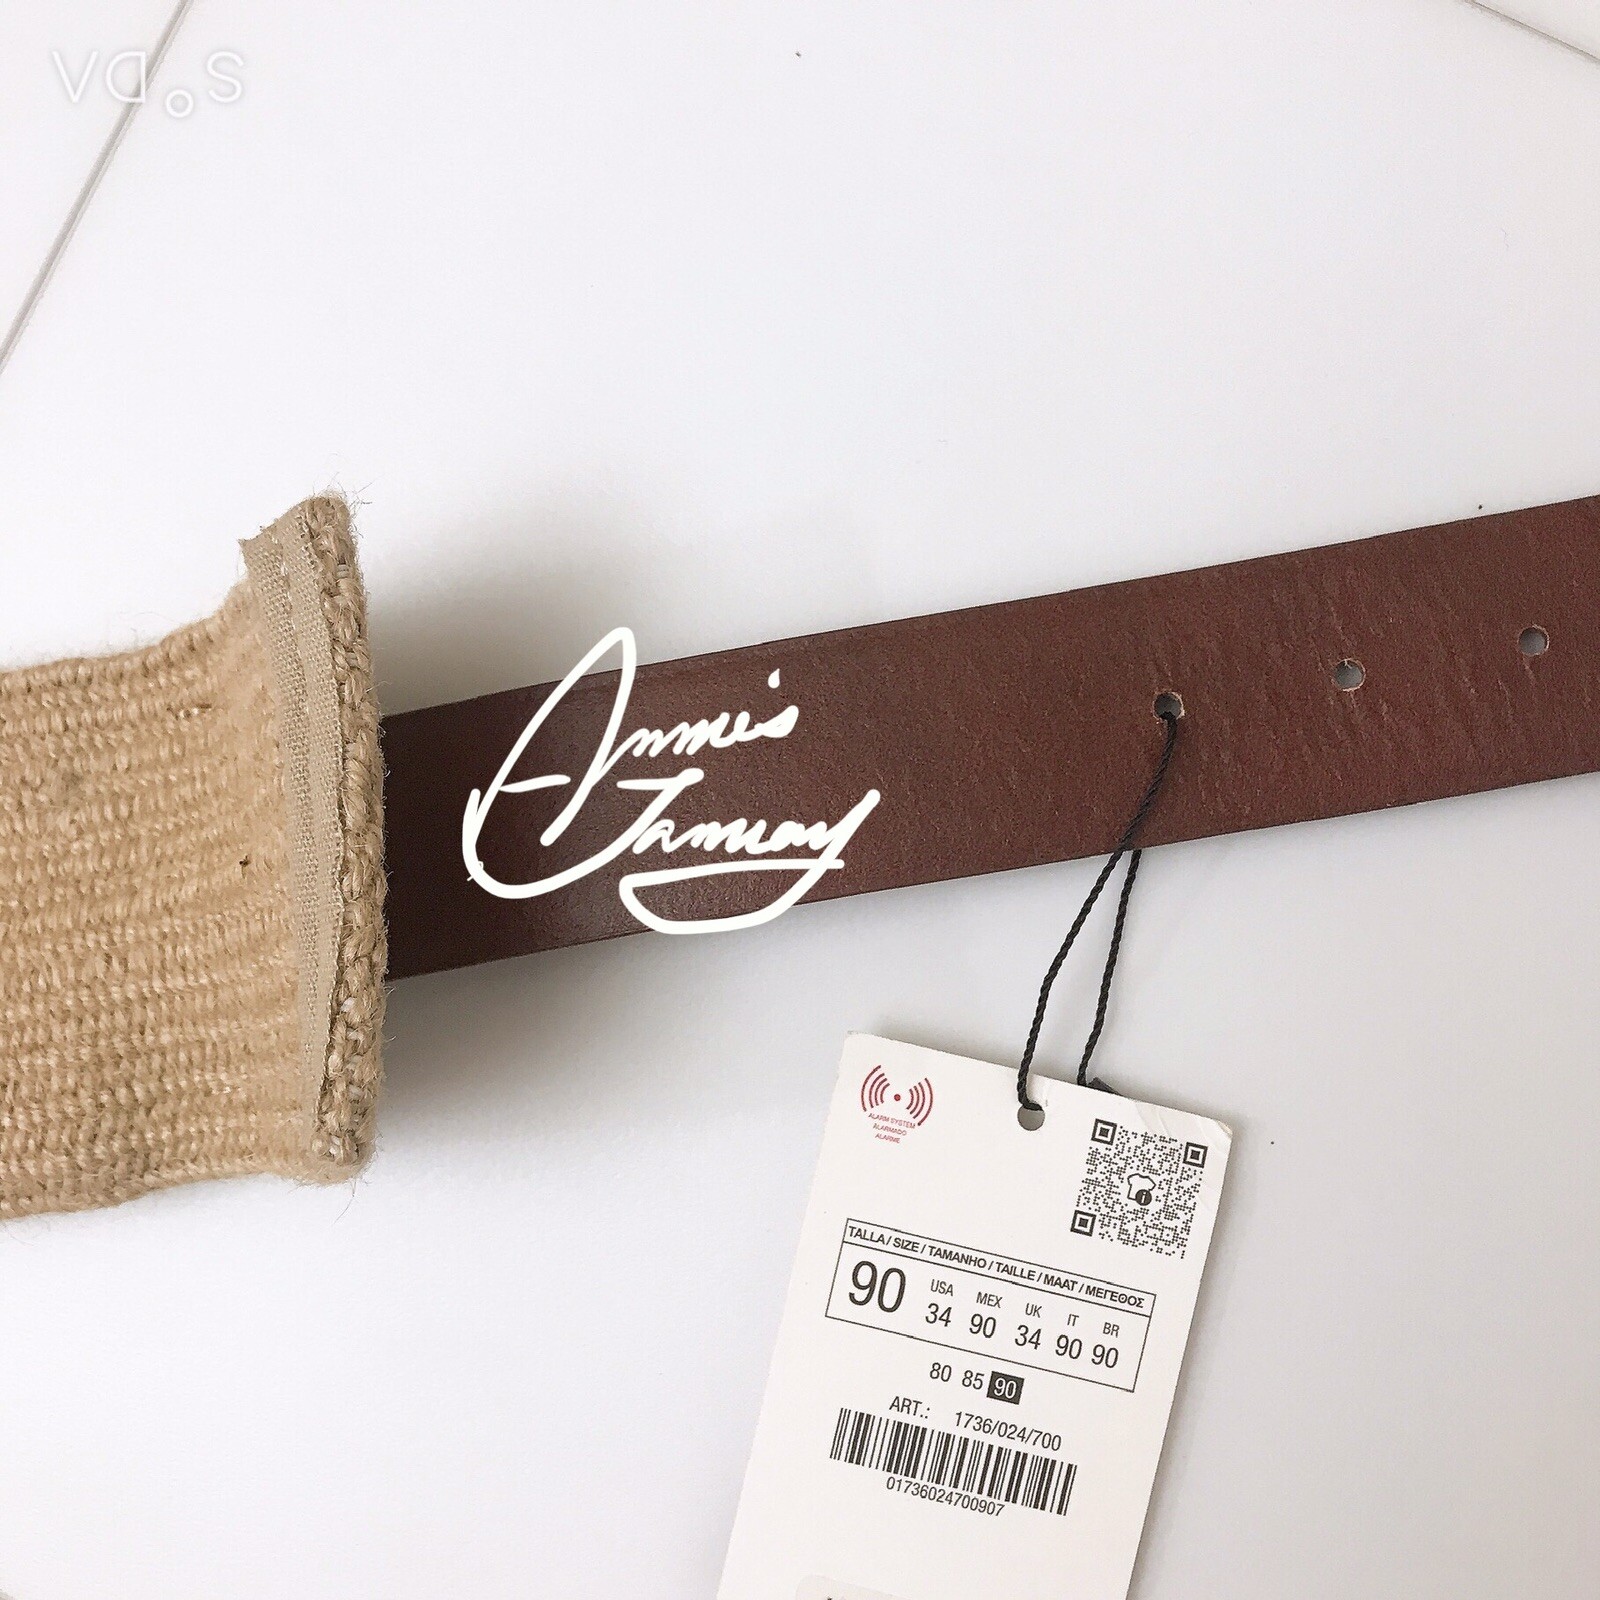 va.s
Annie's
ALARM SYSTEM
ALARMADO
ALARME
TALLA / SIZE / TAMANHO / TAILLE / MAAT / ΜΕΓΕΘΟΣ
90 USA 34 MEX 90 UK 34 IT 90 BR 90
80 85 90
ART.: 1736/024/700
01736024700907